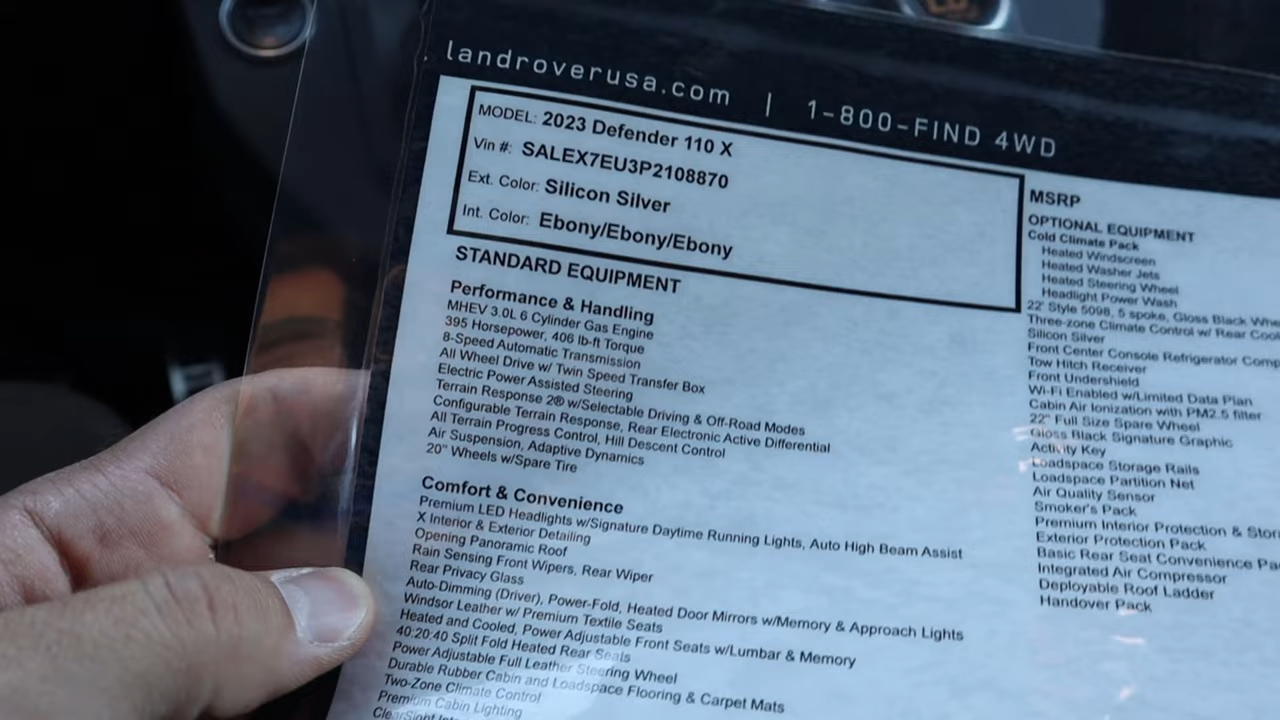 landroverusa.com | 1-800-FIND 4WD
MODEL: 2023 Defender 110 X
Vin #: SALEX7EU3P2108870
Ext. Color: Silicon Silver
Int. Color: Ebony/Ebony/Ebony
STANDARD EQUIPMENT
Performance & Handling
MHEV 3.0L 6 Cylinder Gas Engine
395 Horsepower, 406 lb-ft Torque
8-Speed Automatic Transmission
All Wheel Drive w/ Twin Speed Transfer Box
Electric Power Assisted Steering
Terrain Response 2® w/Selectable Driving & Off-Road Modes
Configurable Terrain Response, Rear Electronic Active Differential
All Terrain Progress Control, Hill Descent Control
Air Suspension, Adaptive Dynamics
20" Wheels w/Spare Tire
Comfort & Convenience
Premium LED Headlights w/Signature Daytime Running Lights, Auto High Beam Assist
X Interior & Exterior Detailing
Opening Panoramic Roof
Rain Sensing Front Wipers, Rear Wiper
Rear Privacy Glass
Auto-Dimming (Driver), Power-Fold, Heated Door Mirrors w/Memory & Approach Lights
Windsor Leather w/ Premium Textile Seats
Heated and Cooled, Power Adjustable Front Seats w/Lumbar & Memory
40:20:40 Split Fold Heated Rear Seats
Power Adjustable Full Leather Steering Wheel
Durable Rubber Cabin and Loadspace Flooring & Carpet Mats
Two-Zone Climate Control
Premium Cabin Lighting
ClearSight
MSRP
OPTIONAL EQUIPMENT
Cold Climate Pack
Heated Windscreen
Heated Washer Jets
Heated Steering Wheel
Headlight Power Wash
22' Style 5098, 5 spoke, Gloss Black
Three-zone Climate Control w/ Rear
Silicon Silver
Front Center Console Refrigerator
Tow Hitch Receiver
Front Undershield
Wi-Fi Enabled w/Limited Data Plan
Cabin Air Ionization with PM2.5 filter
22" Full Size Spare Wheel
Gloss Black Signature Graphic
Activity Key
Loadspace Storage Rails
Loadspace Partition Net
Air Quality Sensor
Smoker's Pack
Premium Interior Protection &
Exterior Protection Pack
Basic Rear Seat Convenience
Integrated Air Compressor
Deployable Roof Ladder
Handover Pack